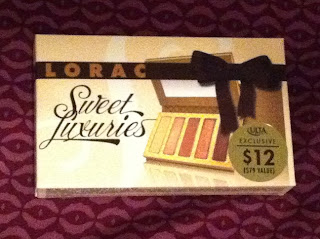 LORAC
Sweet
Luxuries
ULTA
EXCLUSIVE
$12
($79 VALUE)